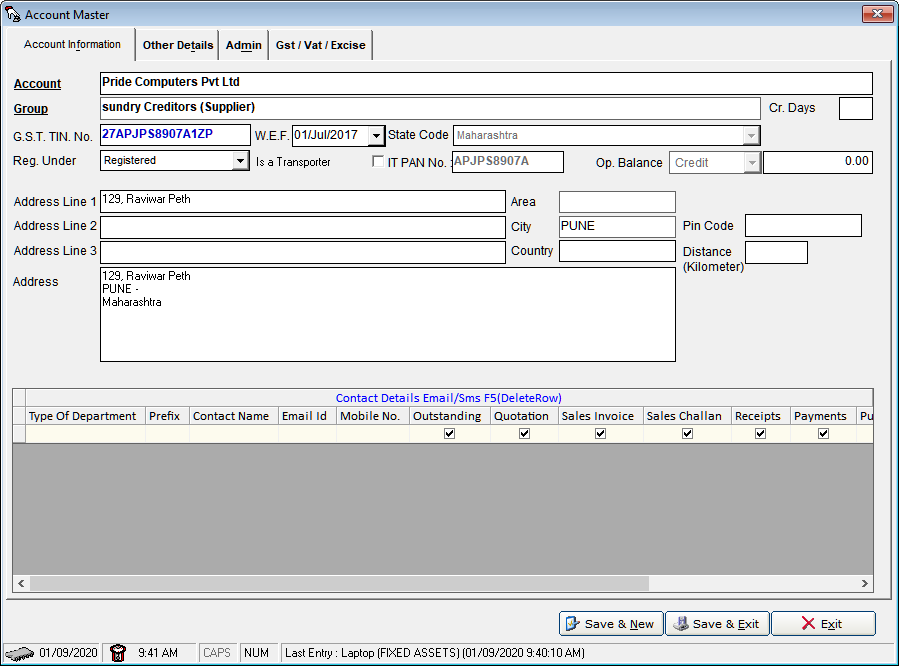 Account Master
Account Information Other Details Admin Gst / Vat / Excise
Account Pride Computers Pvt Ltd
Group sundry Creditors (Supplier) Cr. Days
G.S.T. TIN. No. 27APJPS8907A1ZP W.E.F. 01/Jul/2017 State Code Maharashtra
Reg. Under Registered Is a Transporter IT PAN No. : APJPS8907A Op. Balance Credit 0.00
Address Line 1 129, Raviwar Peth Area
Address Line 2 City PUNE Pin Code
Address Line 3 Country Distance
(Kilometer)
Address 129, Raviwar Peth
PUNE -
Maharashtra
Contact Details Email/Sms F5(DeleteRow)
Type Of Department Prefix Contact Name Email Id Mobile No. Outstanding Quotation Sales Invoice Sales Challan Receipts Payments Pu
Save & New Save & Exit Exit
01/09/2020 9:41 AM CAPS NUM Last Entry : Laptop (FIXED ASSETS) (01/09/2020 9:40:10 AM)